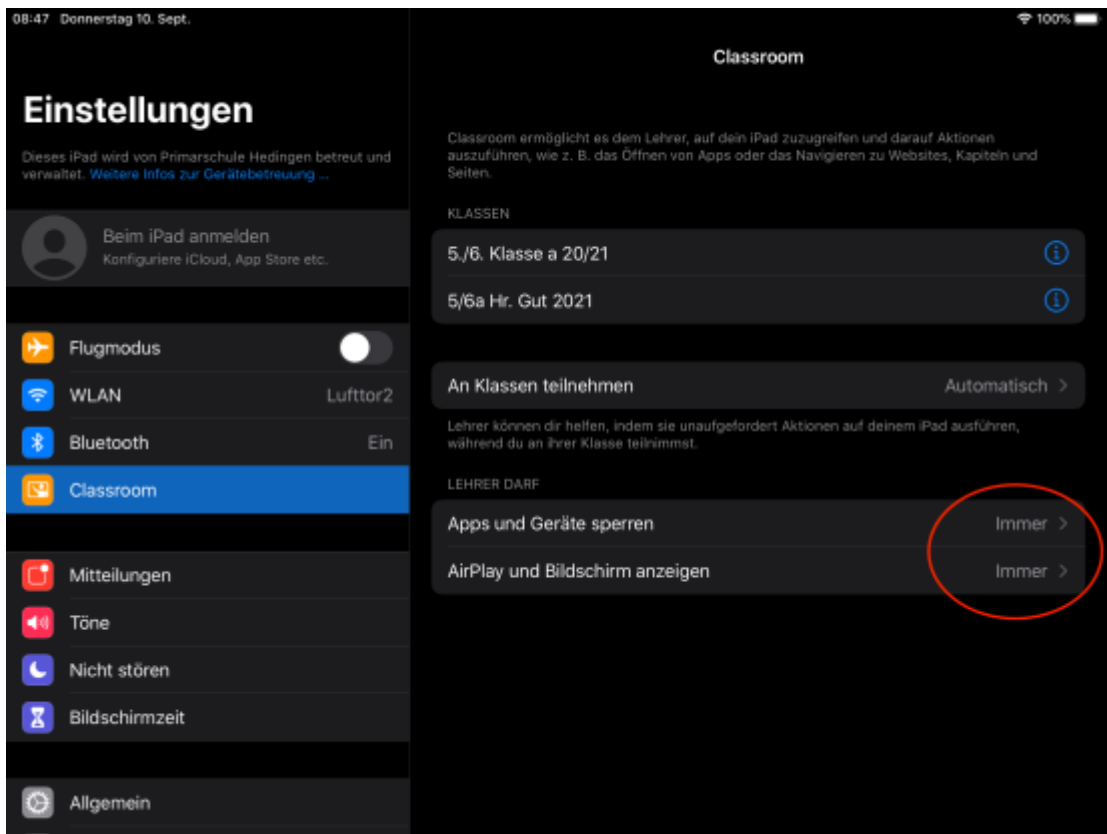 08:47 Donnerstag 10. Sept.
100%
Einstellungen
Dieses iPad wird von Primarschule Hedingen betreut und
verwaltet. Weitere Infos zur Gerätebetreuung ...
Beim iPad anmelden
Konfiguriere iCloud, App Store etc.
Flugmodus
WLAN Lufttor2
Bluetooth Ein
Classroom
Mitteilungen
Töne
Nicht stören
Bildschirmzeit
Allgemein
Classroom
Classroom ermöglicht es dem Lehrer, auf dein iPad zuzugreifen und darauf Aktionen
auszuführen, wie z. B. das Öffnen von Apps oder das Navigieren zu Websites, Kapiteln und
Seiten.
KLASSEN
5./6. Klasse a 20/21
5/6a Hr. Gut 2021
An Klassen teilnehmen Automatisch
Lehrer können dir helfen, indem sie unaufgefordert Aktionen auf deinem iPad ausführen,
während du an ihrer Klasse teilnimmst.
LEHRER DARF
Apps und Geräte sperren Immer
AirPlay und Bildschirm anzeigen Immer